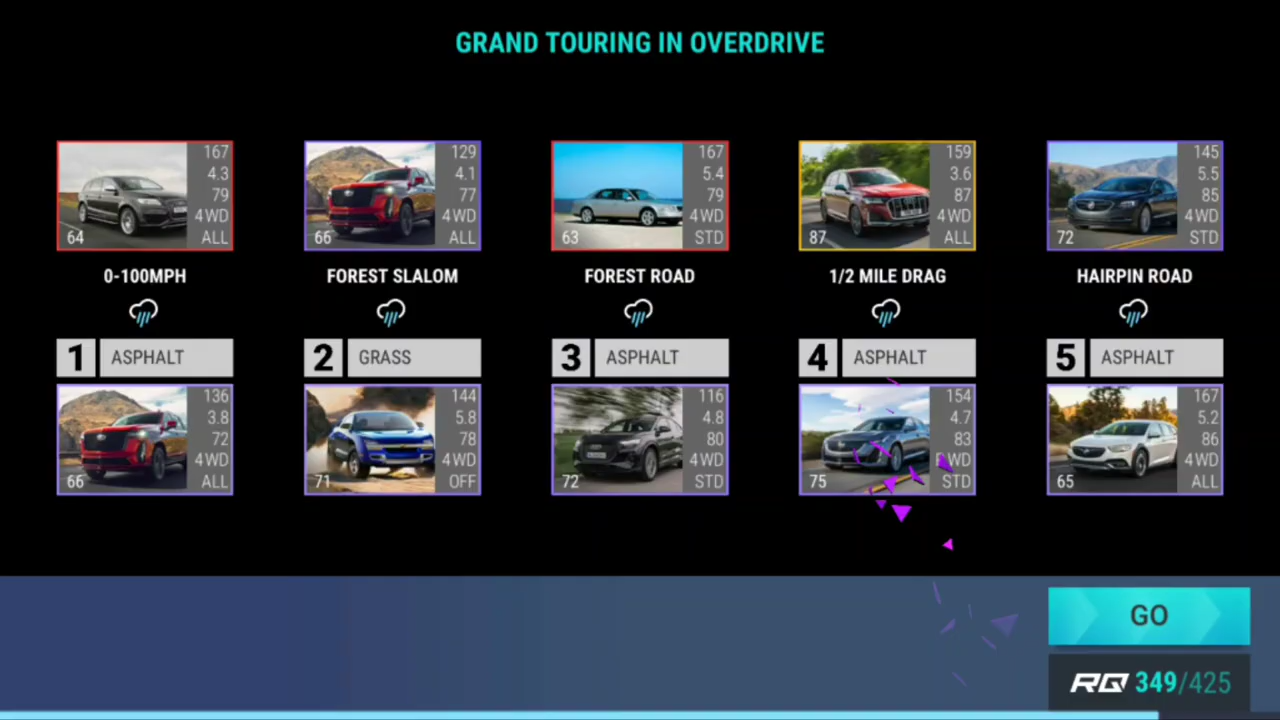 GRAND TOURING IN OVERDRIVE
167
4.3
79
4WD
64 ALL
129
4.1
77
4WD
66 ALL
167
5.4
79
4WD
63 STD
159
3.6
87
4WD
87 ALL
145
5.5
85
4WD
72 STD
0-100MPH
FOREST SLALOM
FOREST ROAD
1/2 MILE DRAG
HAIRPIN ROAD
1 ASPHALT
2 GRASS
3 ASPHALT
4 ASPHALT
5 ASPHALT
136
3.8
72
4WD
66 ALL
144
5.8
78
4WD
71 OFF
116
4.8
80
4WD
72 STD
154
4.7
83
WD
75 STD
167
5.2
86
4WD
65 ALL
GO
RQ 349/425